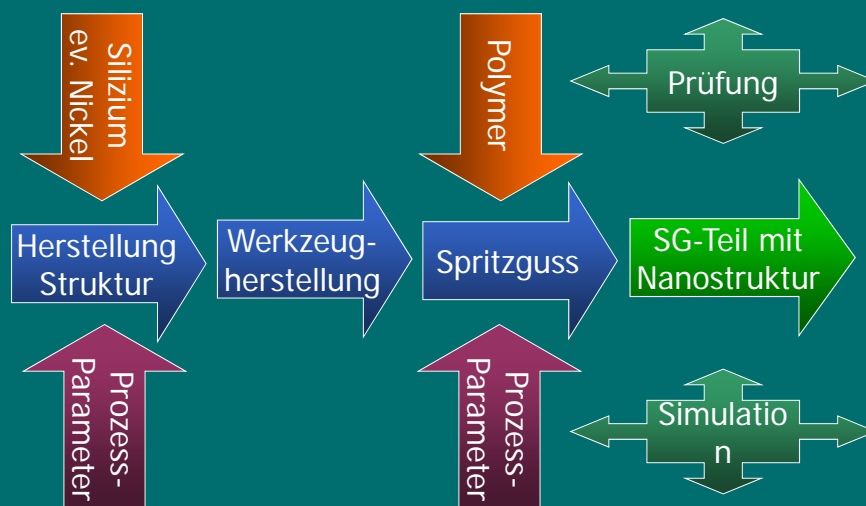 Silizium
ev. Nickel
Polymer
Prüfung
Herstellung
Struktur
Werkzeug-
herstellung
Spritzguss
SG-Teil mit
Nanostruktur
Prozess-
Parameter
Prozess-
Parameter
Simulatio
n